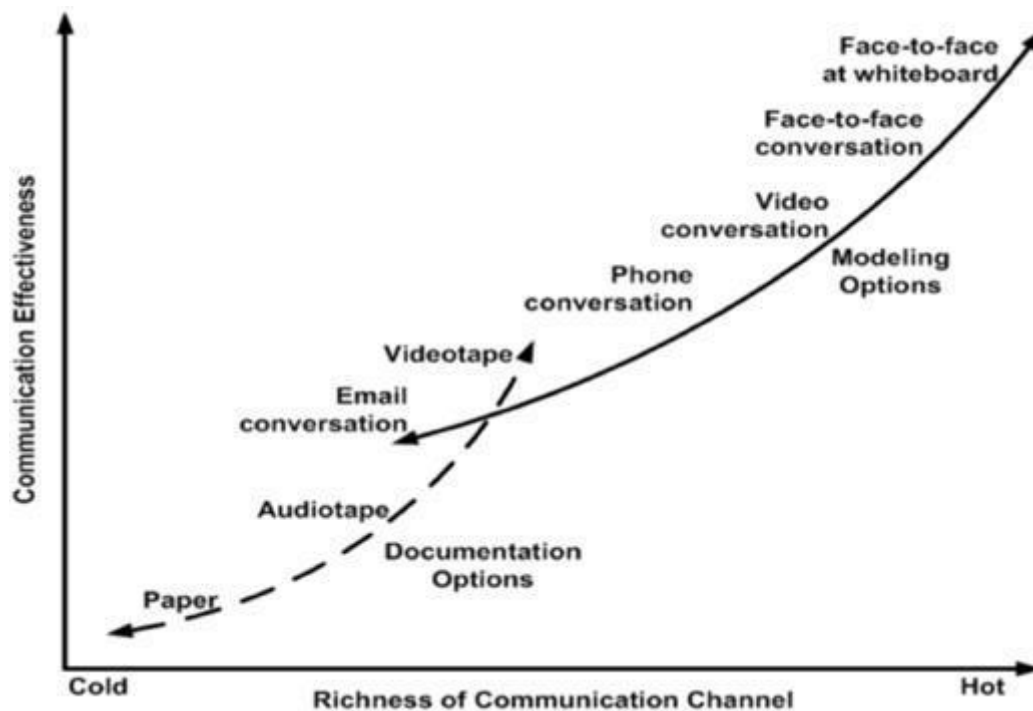 Communication Effectiveness
Face-to-face
at whiteboard
Face-to-face
conversation
Video
conversation
Modeling
Options
Phone
conversation
Videotape
Email
conversation
Audiotape
Documentation
Options
Paper
Cold
Hot
Richness of Communication Channel